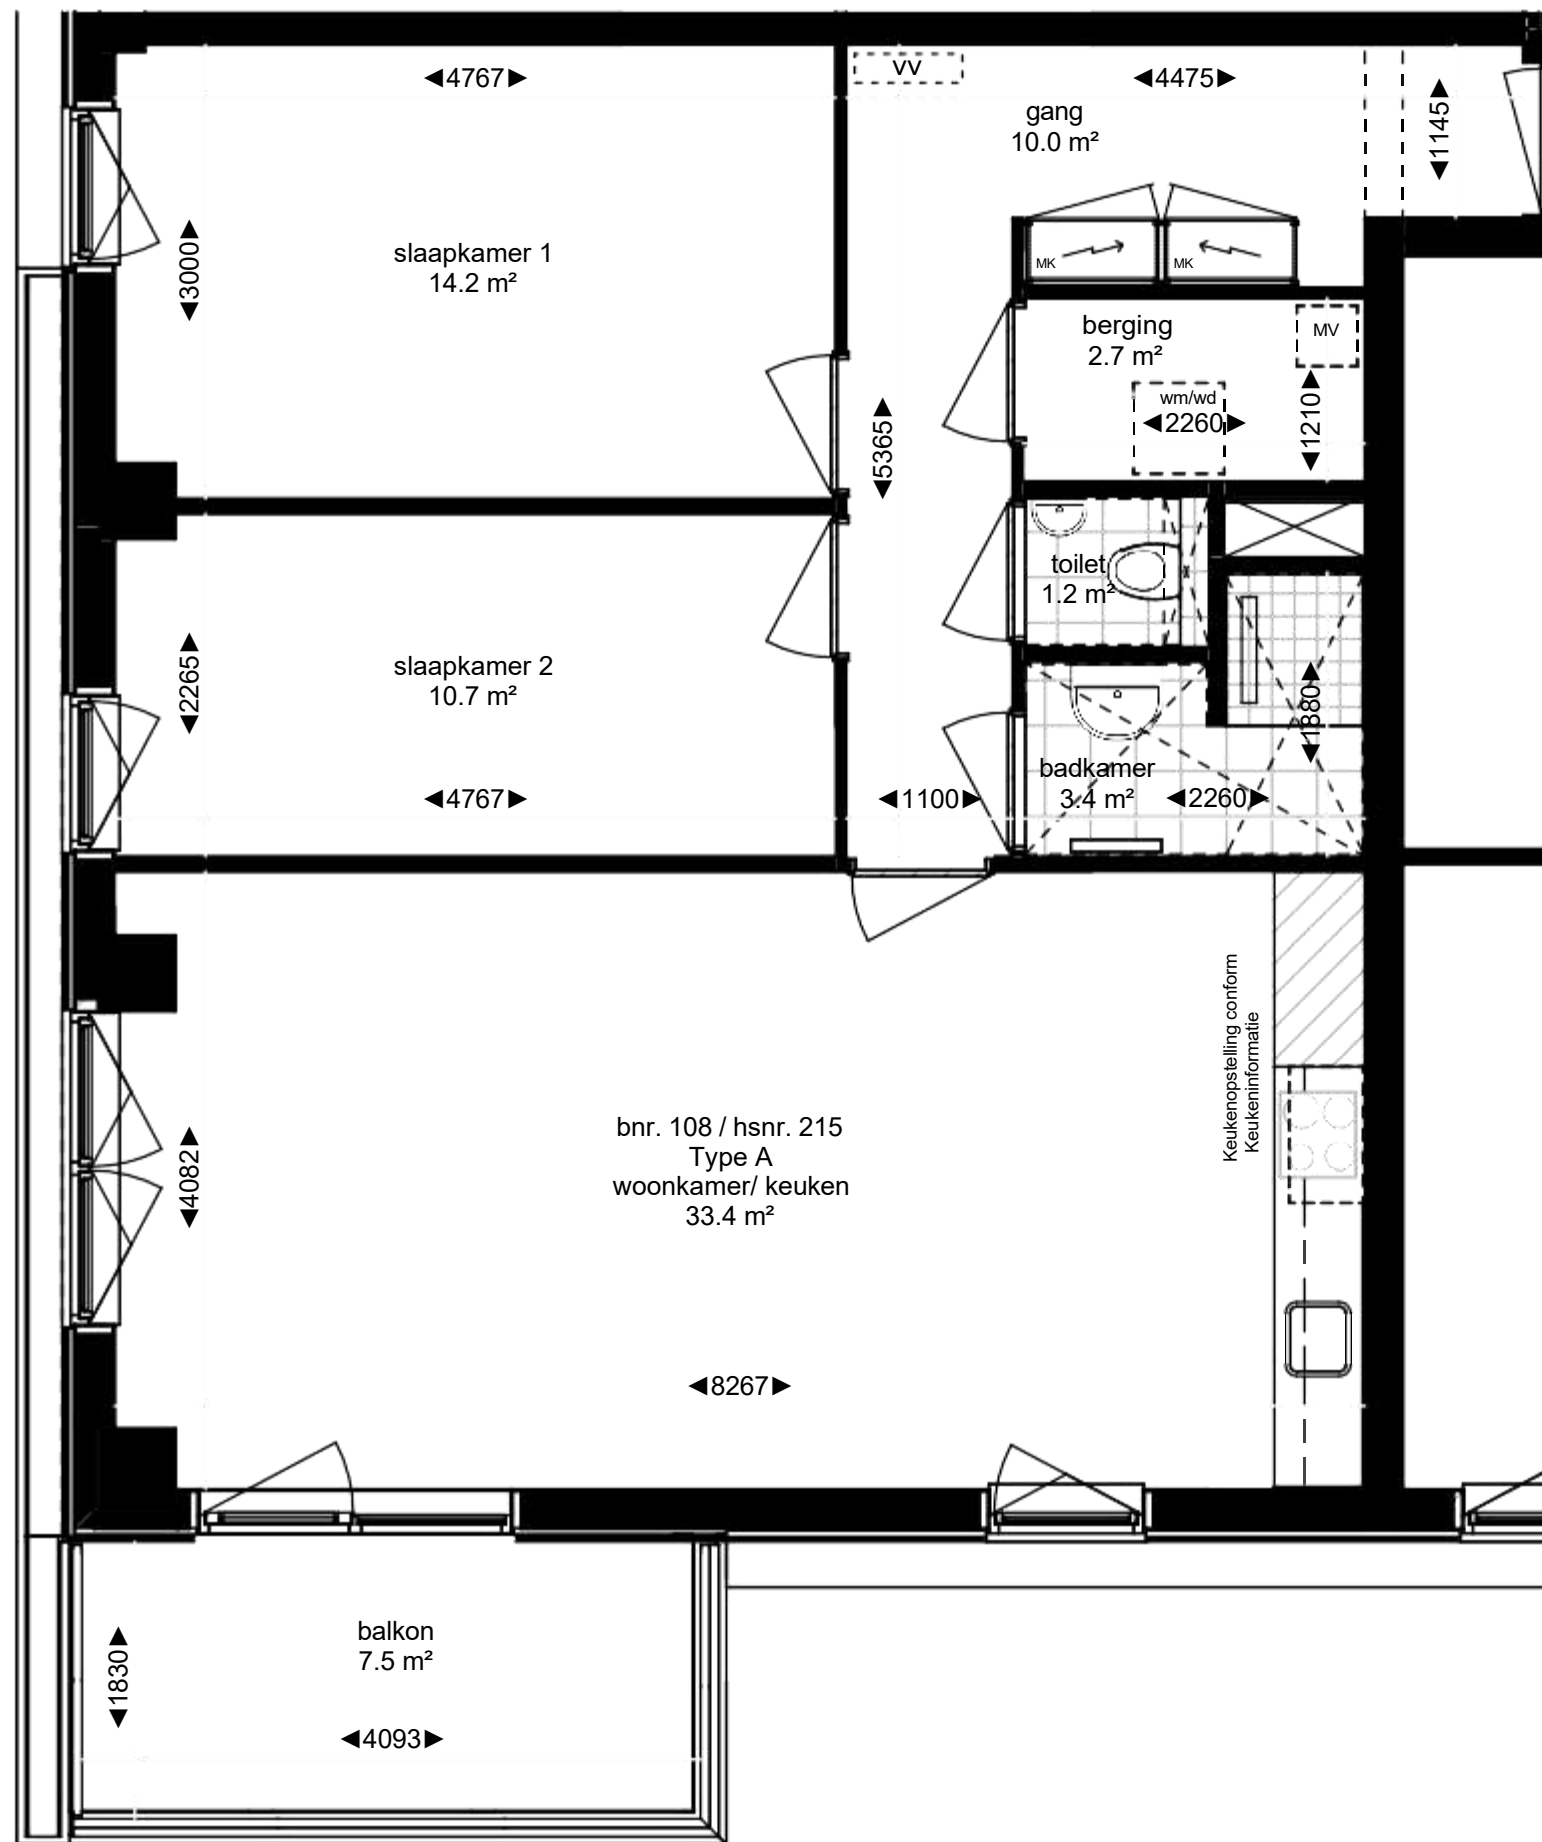 ◄4767►
VV
◄4475►
gang
10.0 m²
◄1145►
slaapkamer 1
14.2 m²
◄3000►
MK
MK
berging
2.7 m²
MV
wm/wd
◄2260►
◄1210►
◄5365►
toilet
1.2 m²
slaapkamer 2
10.7 m²
◄2265►
◄4767►
◄1100►
badkamer
3.4 m²
◄2260►
◄1880►
Keukenopstelling conform
Keukeninformatie
bnr. 108 / hsnr. 215
Type A
woonkamer/ keuken
33.4 m²
◄4082►
◄8267►
balkon
7.5 m²
◄1830►
◄4093►